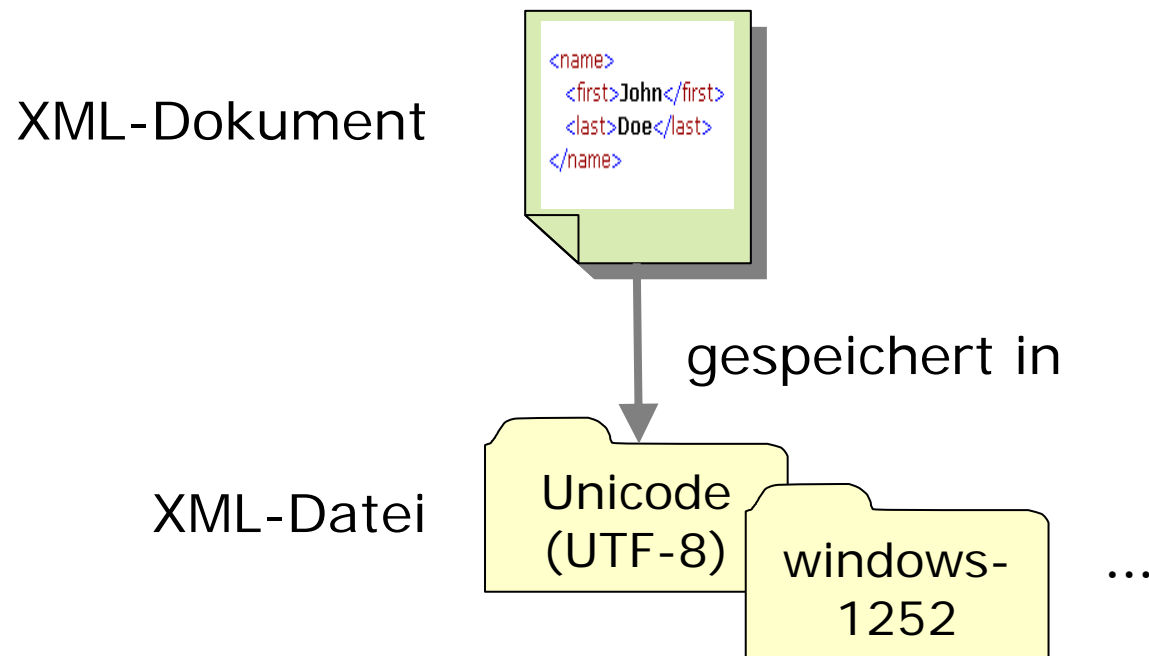 <name>
<first>John</first>
<last>Doe</last>
</name>
XML-Dokument
gespeichert in
XML-Datei
Unicode
(UTF-8)
windows-
1252
...